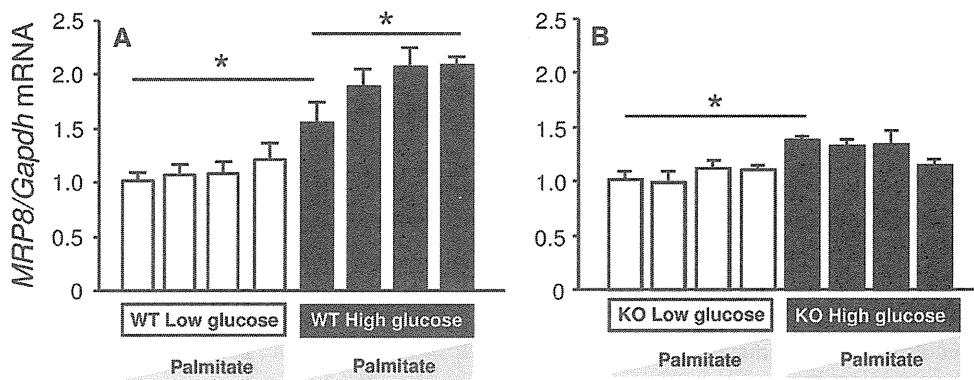 MRP8/Gapdh mRNA
A
2.5
2.0
1.5
1.0
0.5
0
*
*
WT Low glucose
WT High glucose
Palmitate
Palmitate
B
2.5
2.0
1.5
1.0
0.5
0
*
KO Low glucose
KO High glucose
Palmitate
Palmitate